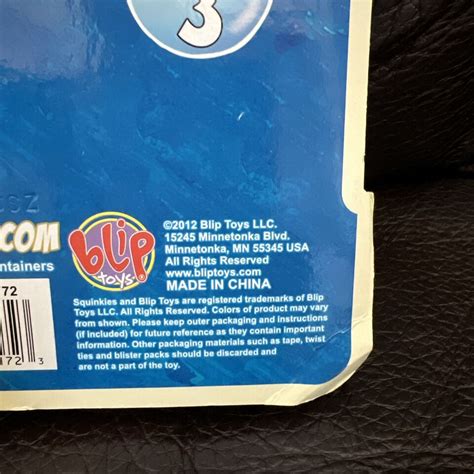 3
.COM
ntainers
772
172 3
blip
toys
©2012 Blip Toys LLC.
15245 Minnetonka Blvd.
Minnetonka, MN 55345 USA
All Rights Reserved
www.bliptoys.com
MADE IN CHINA
Squinkies and Blip Toys are registered trademarks of Blip
Toys LLC. All Rights Reserved. Colors of product may vary
from shown. Please keep outer packaging and instructions
(if included) for future reference as they contain important
information. Other packaging materials such as tape, twist
ties and blister packs should be discarded and
are not a part of the toy.